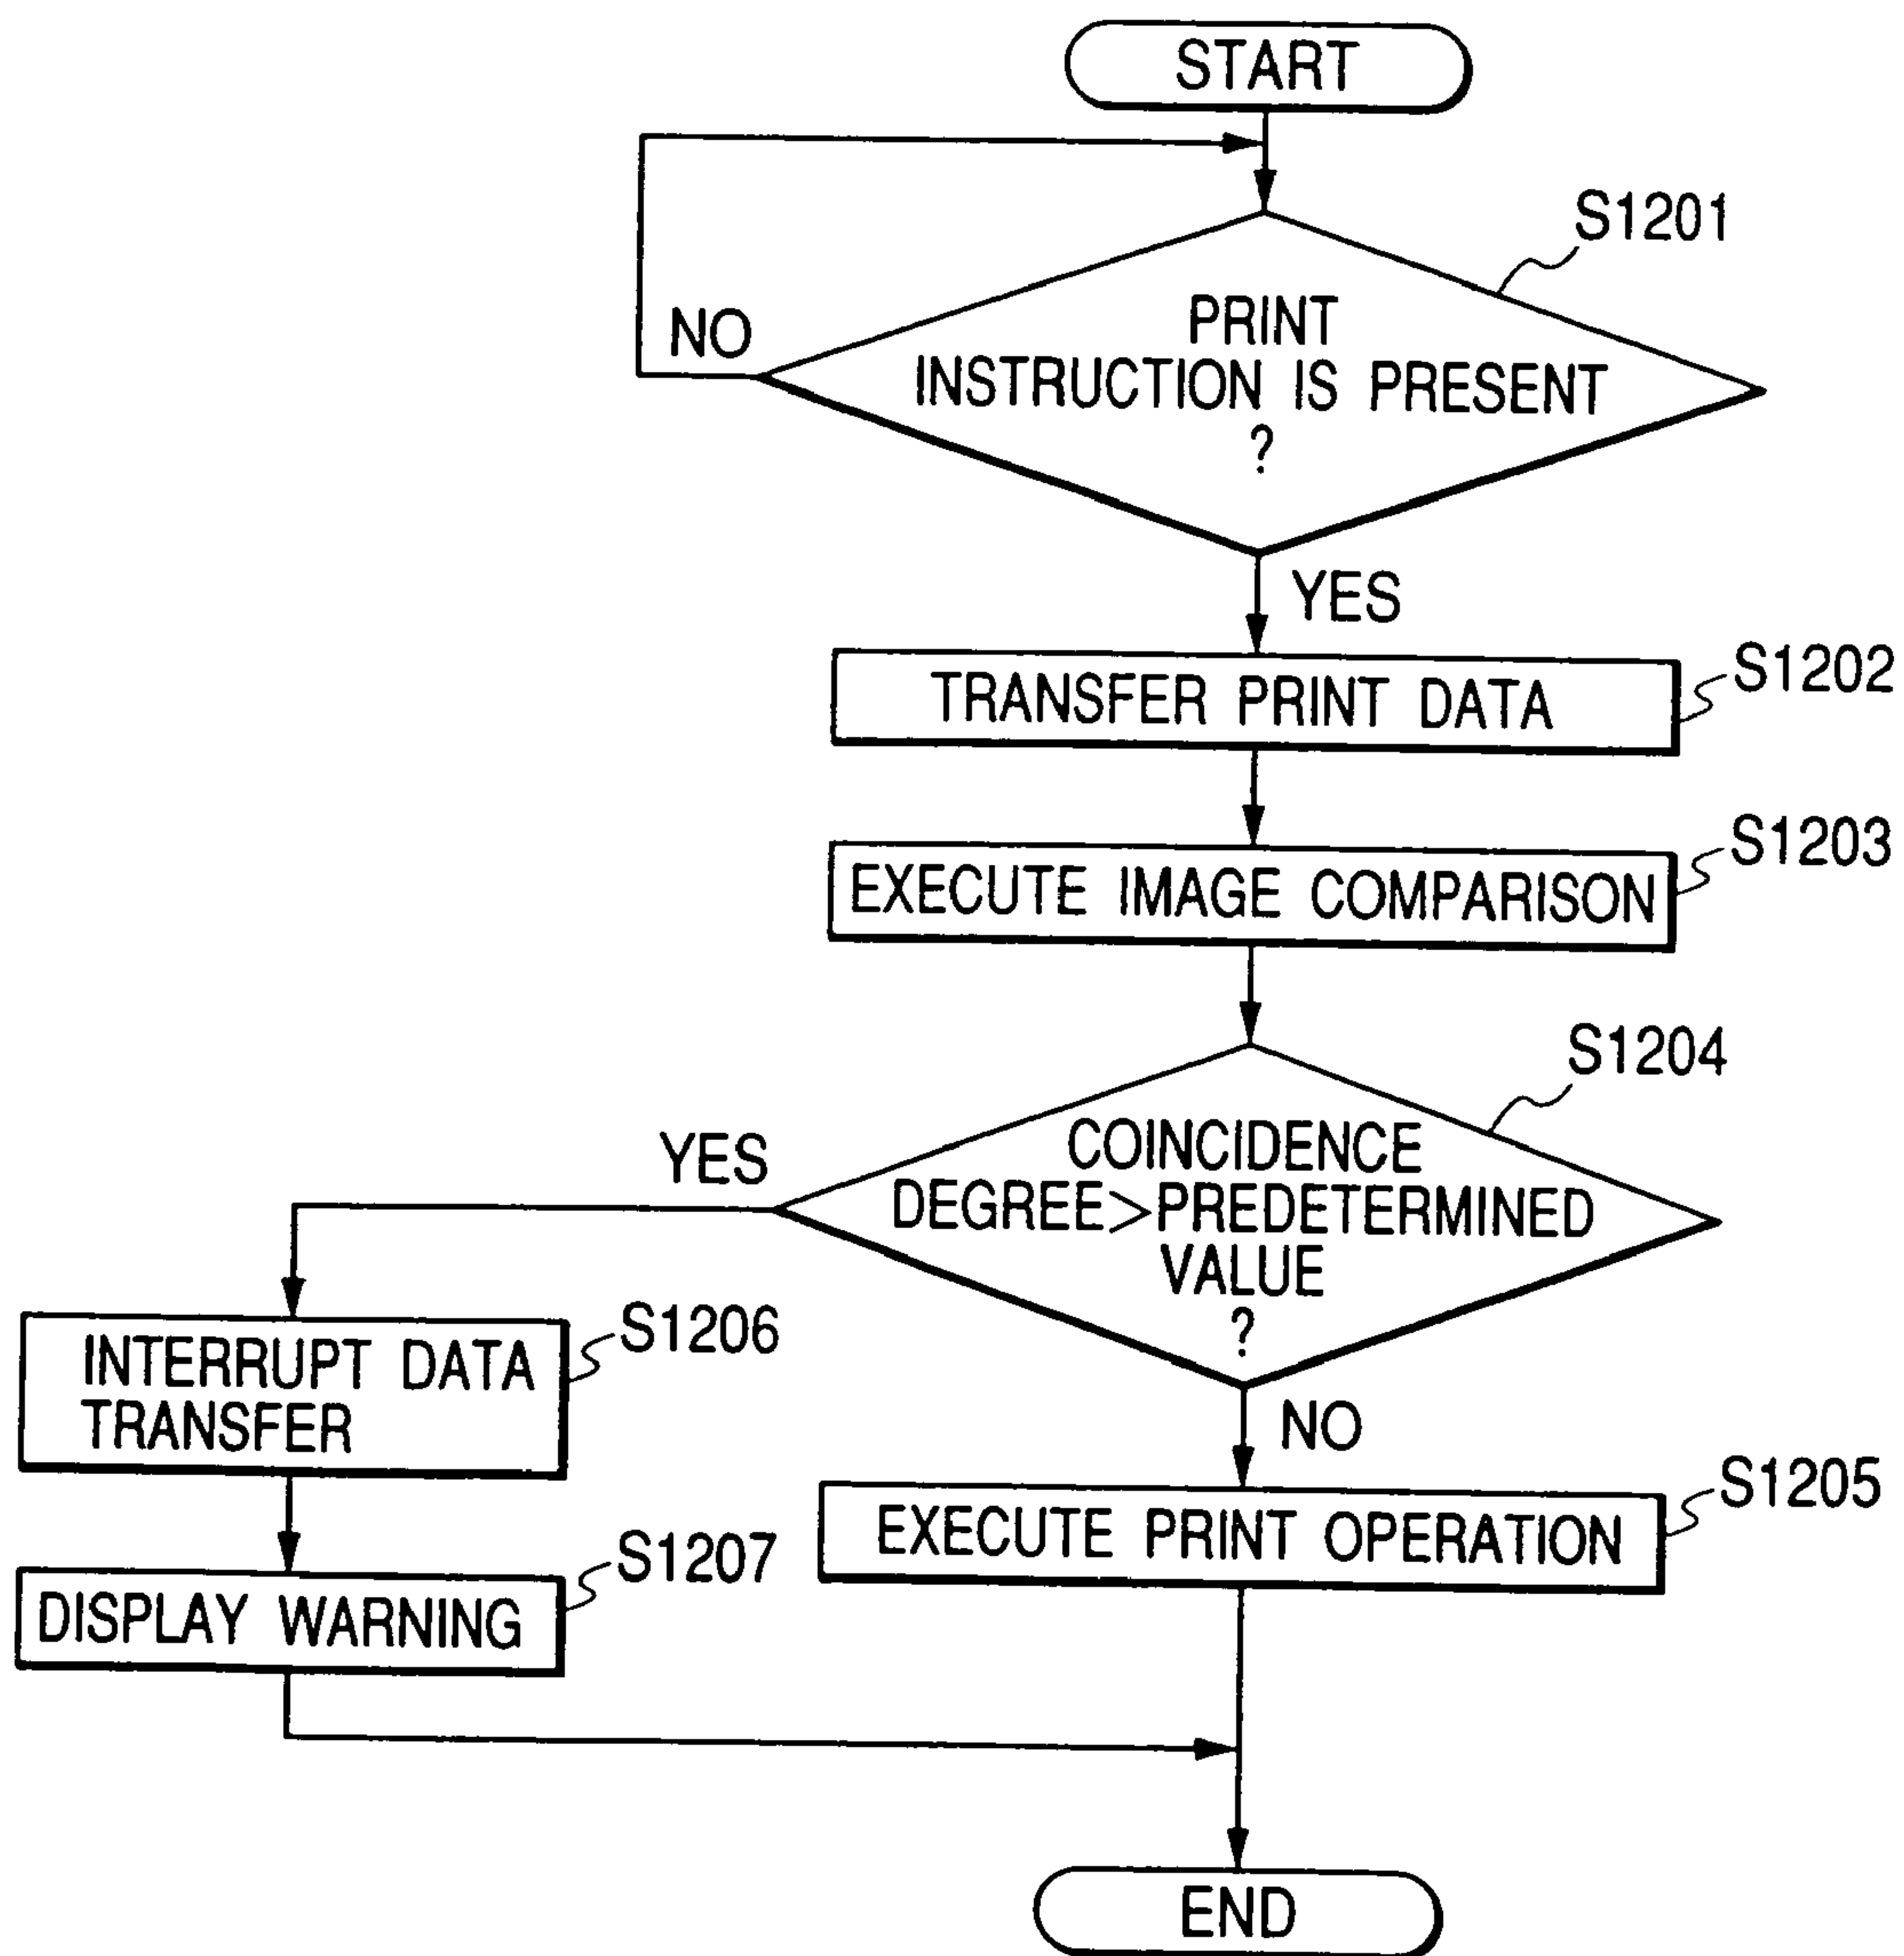 START
S1201
NO
PRINT
INSTRUCTION IS PRESENT
?
YES
TRANSFER PRINT DATA
S1202
EXECUTE IMAGE COMPARISON
S1203
S1204
YES
COINCIDENCE
DEGREE>PREDETERMINED
VALUE
?
NO
INTERRUPT DATA
TRANSFER
S1206
EXECUTE PRINT OPERATION
S1205
DISPLAY WARNING
S1207
END